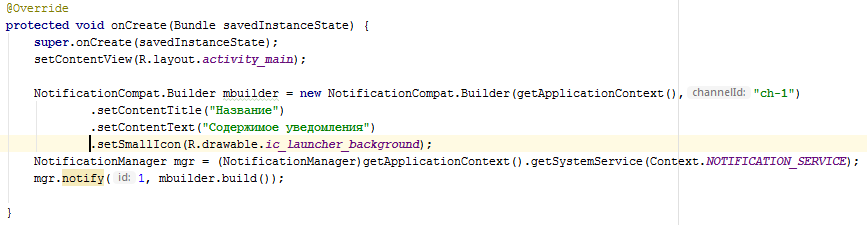 @Override
protected void onCreate(Bundle savedInstanceState) {
    super.onCreate(savedInstanceState);
    setContentView(R.layout.activity_main);

    NotificationCompat.Builder mbuilder = new NotificationCompat.Builder(getApplicationContext(), channelId: "ch-1")
            .setContentTitle("Название")
            .setContentText("Содержимое уведомления")
            .setSmallIcon(R.drawable.ic_launcher_background);
    NotificationManager mgr = (NotificationManager)getApplicationContext().getSystemService(Context.NOTIFICATION_SERVICE);
    mgr.notify( id: 1, mbuilder.build());

}